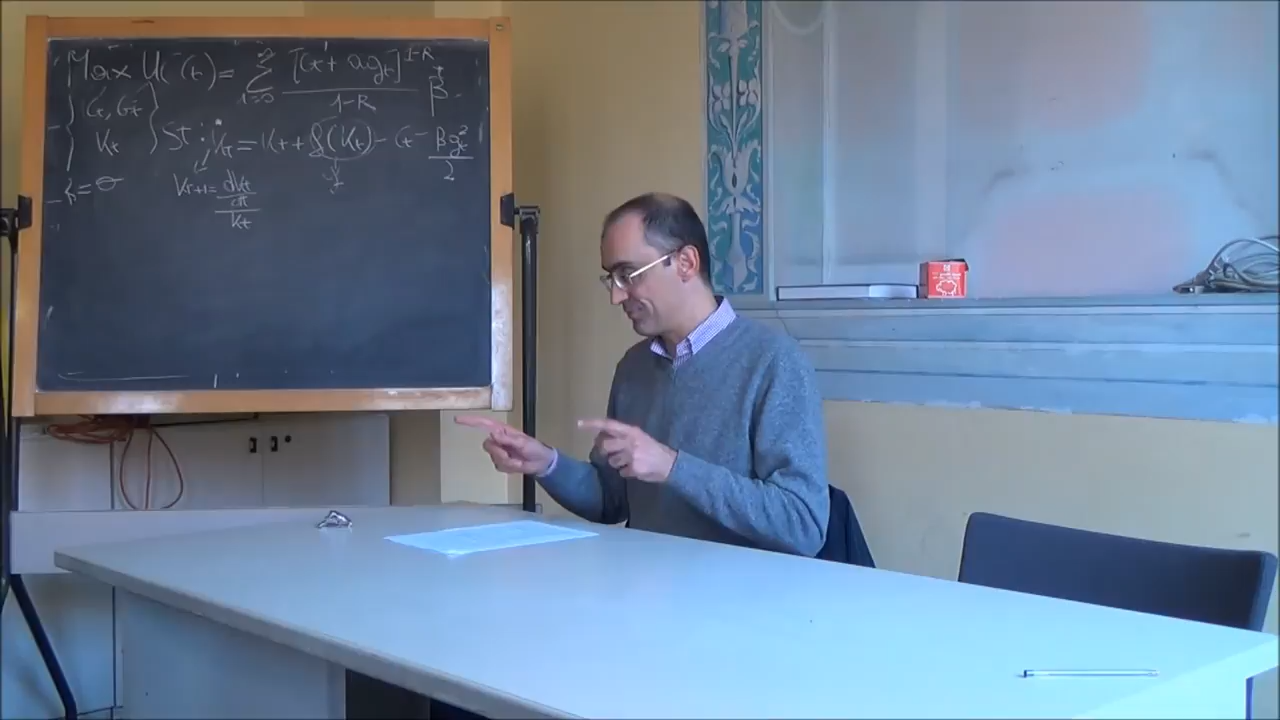 Max U(Ct) = ∑ [Ct + agt]^1-R / 1-R β^t
{Ct, Gt
Kt} St: K̇t = Kt + f(Kt) - Ct - βgt²/2
Kt+1 = dKt/dt / Kt